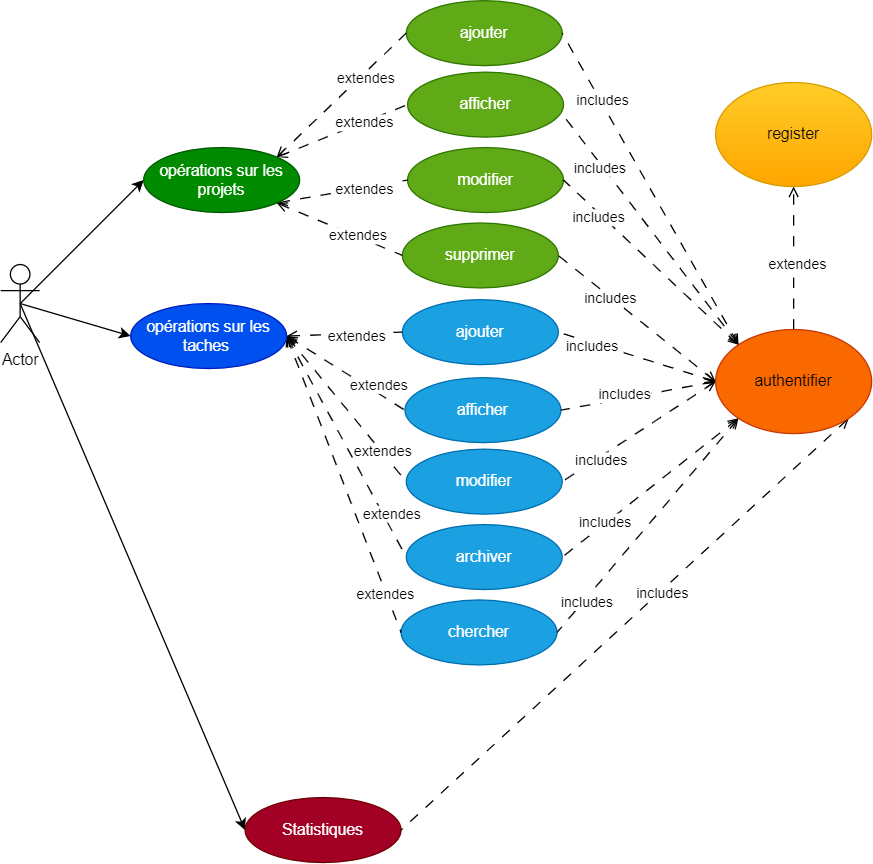 ajouter
extendes
includes
afficher
extendes
register
opérations sur les
projets
includes
modifier
extendes
includes
extendes
supprimer
extendes
includes
Actor
opérations sur les
taches
ajouter
extendes
includes
authentifier
extendes
afficher
includes
extendes
modifier
includes
extendes
archiver
includes
extendes
chercher
includes
includes
Statistiques